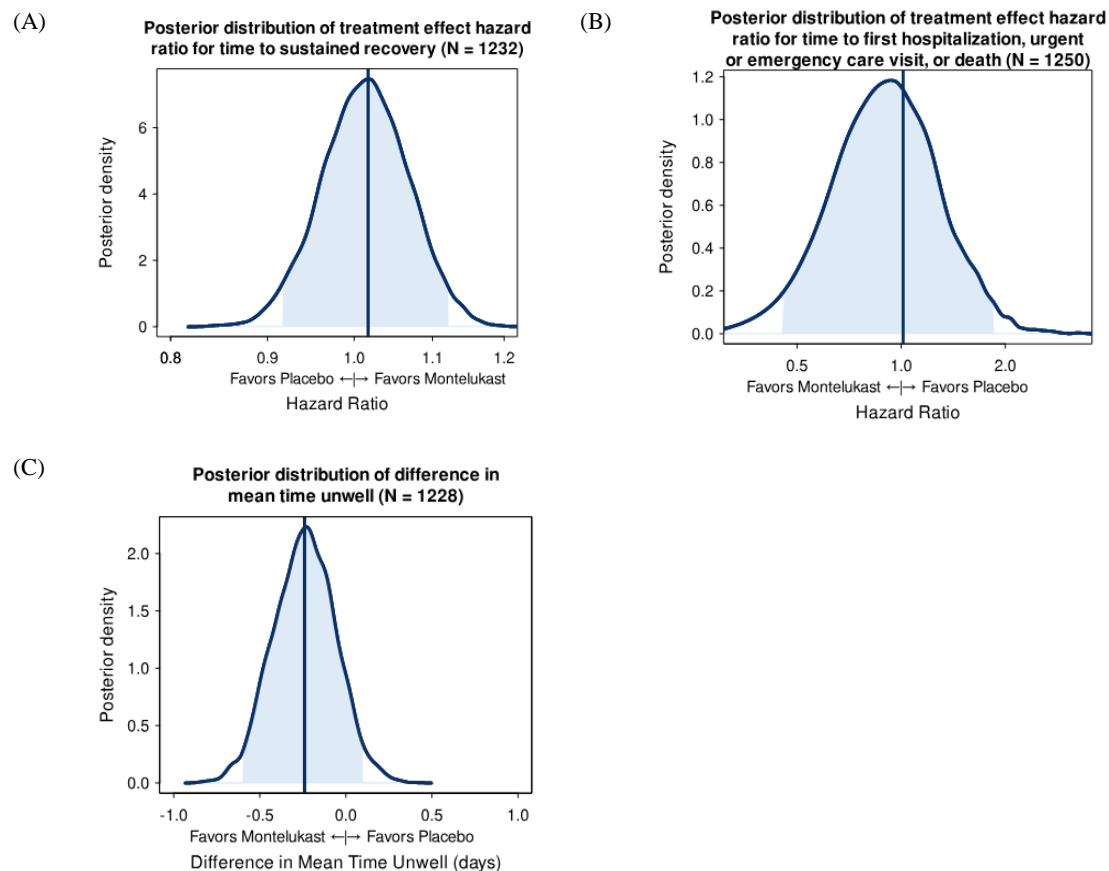 (A)
Posterior distribution of treatment effect hazard
ratio for time to sustained recovery (N = 1232)
Posterior density
6
4
2
0
0.8 0.9 1.0 1.1 1.2
Favors Placebo ←|→ Favors Montelukast
Hazard Ratio
(B)
Posterior distribution of treatment effect hazard
ratio for time to first hospitalization, urgent
or emergency care visit, or death (N = 1250)
Posterior density
1.2
1.0
0.8
0.6
0.4
0.2
0.0
0.5 1.0 2.0
Favors Montelukast ←|→ Favors Placebo
Hazard Ratio
(C)
Posterior distribution of difference in
mean time unwell (N = 1228)
Posterior density
2.0
1.5
1.0
0.5
0.0
-1.0 -0.5 0.0 0.5 1.0
Favors Montelukast ←|→ Favors Placebo
Difference in Mean Time Unwell (days)